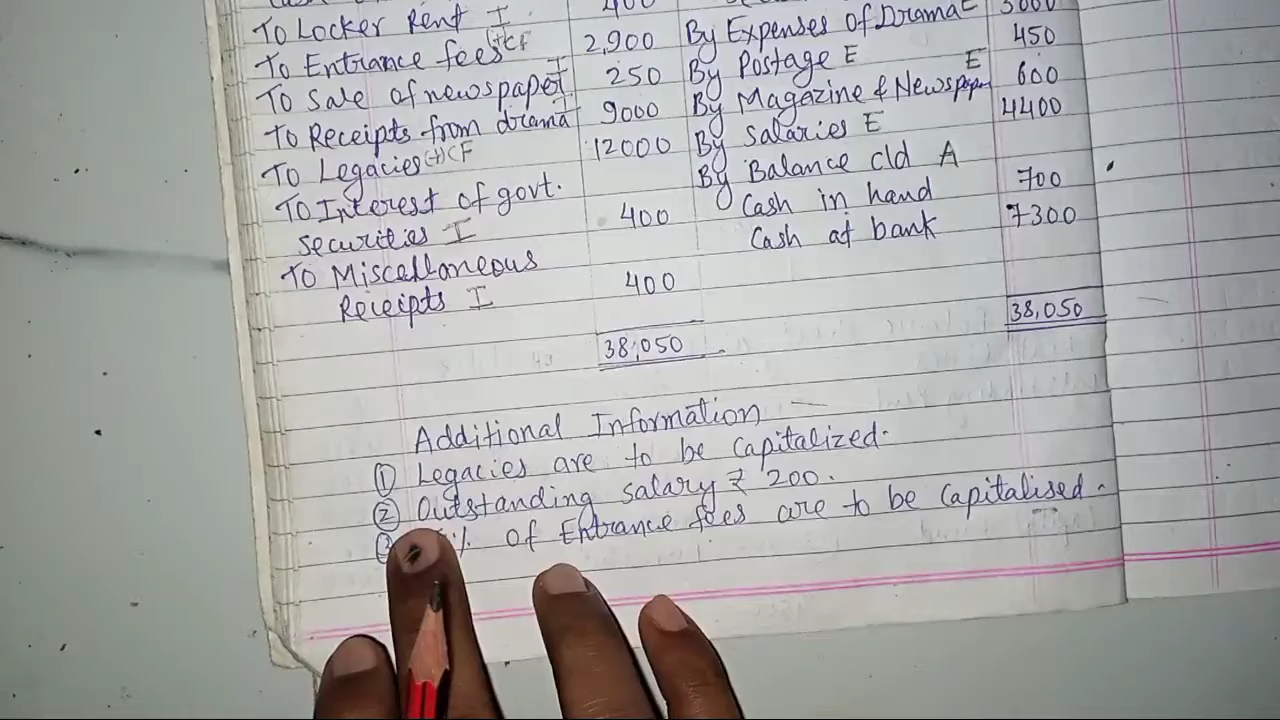 To Locker Rent I 400 By Expenses of Drama E 3000
To Entrance fees (+)CF 2,900 By Postage E 450
To Sale of newspaper I 250 By Magazine & Newspaper E 600
To Receipts from drama I 9000 By Salaries E 4400
To Legacies (+)CF 12000 By Balance c/d A
To Interest of govt. Cash in hand 700
Securities I 400 Cash at bank 7300
To Miscellaneous
Receipts I 400
38,050 38,050
Additional Information
① Legacies are to be capitalized.
② Outstanding Salary ₹ 200.
③ % of Entrance fees are to be capitalised.